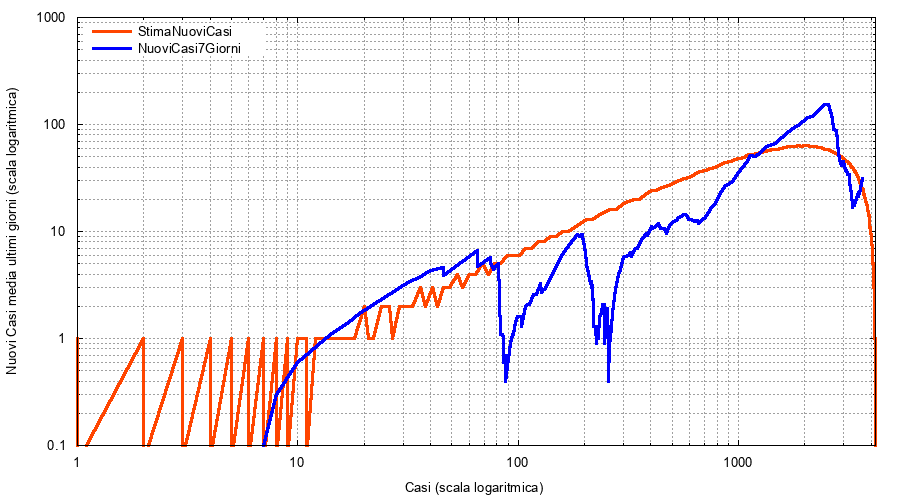 1000
100
10
1
0.1
1
10
100
1000
StimaNuoviCasi
NuoviCasi7Giorni
Nuovi Casi media ultimi giorni (scala logaritmica)
Casi (scala logaritmica)